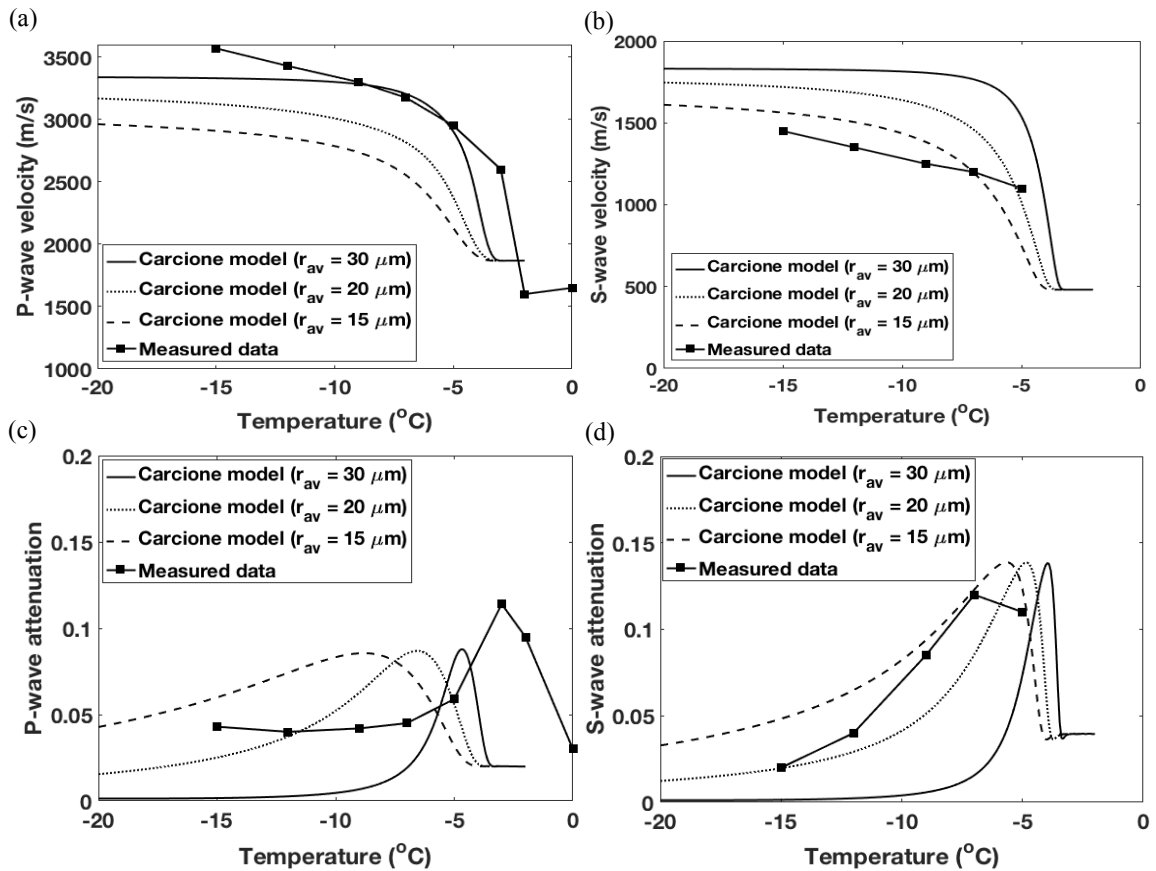 (a)
P-wave velocity (m/s)
3500
3000
2500
2000
1500
1000
Carcione model (r_av = 30 μm)
Carcione model (r_av = 20 μm)
Carcione model (r_av = 15 μm)
Measured data
-20 -15 -10 -5 0
Temperature (°C)
(b)
S-wave velocity (m/s)
2000
1500
1000
500
0
Carcione model (r_av = 30 μm)
Carcione model (r_av = 20 μm)
Carcione model (r_av = 15 μm)
Measured data
-20 -15 -10 -5 0
Temperature (°C)
(c)
P-wave attenuation
0.2
0.15
0.1
0.05
0
Carcione model (r_av = 30 μm)
Carcione model (r_av = 20 μm)
Carcione model (r_av = 15 μm)
Measured data
-20 -15 -10 -5 0
Temperature (°C)
(d)
S-wave attenuation
0.2
0.15
0.1
0.05
0
Carcione model (r_av = 30 μm)
Carcione model (r_av = 20 μm)
Carcione model (r_av = 15 μm)
Measured data
-20 -15 -10 -5 0
Temperature (°C)